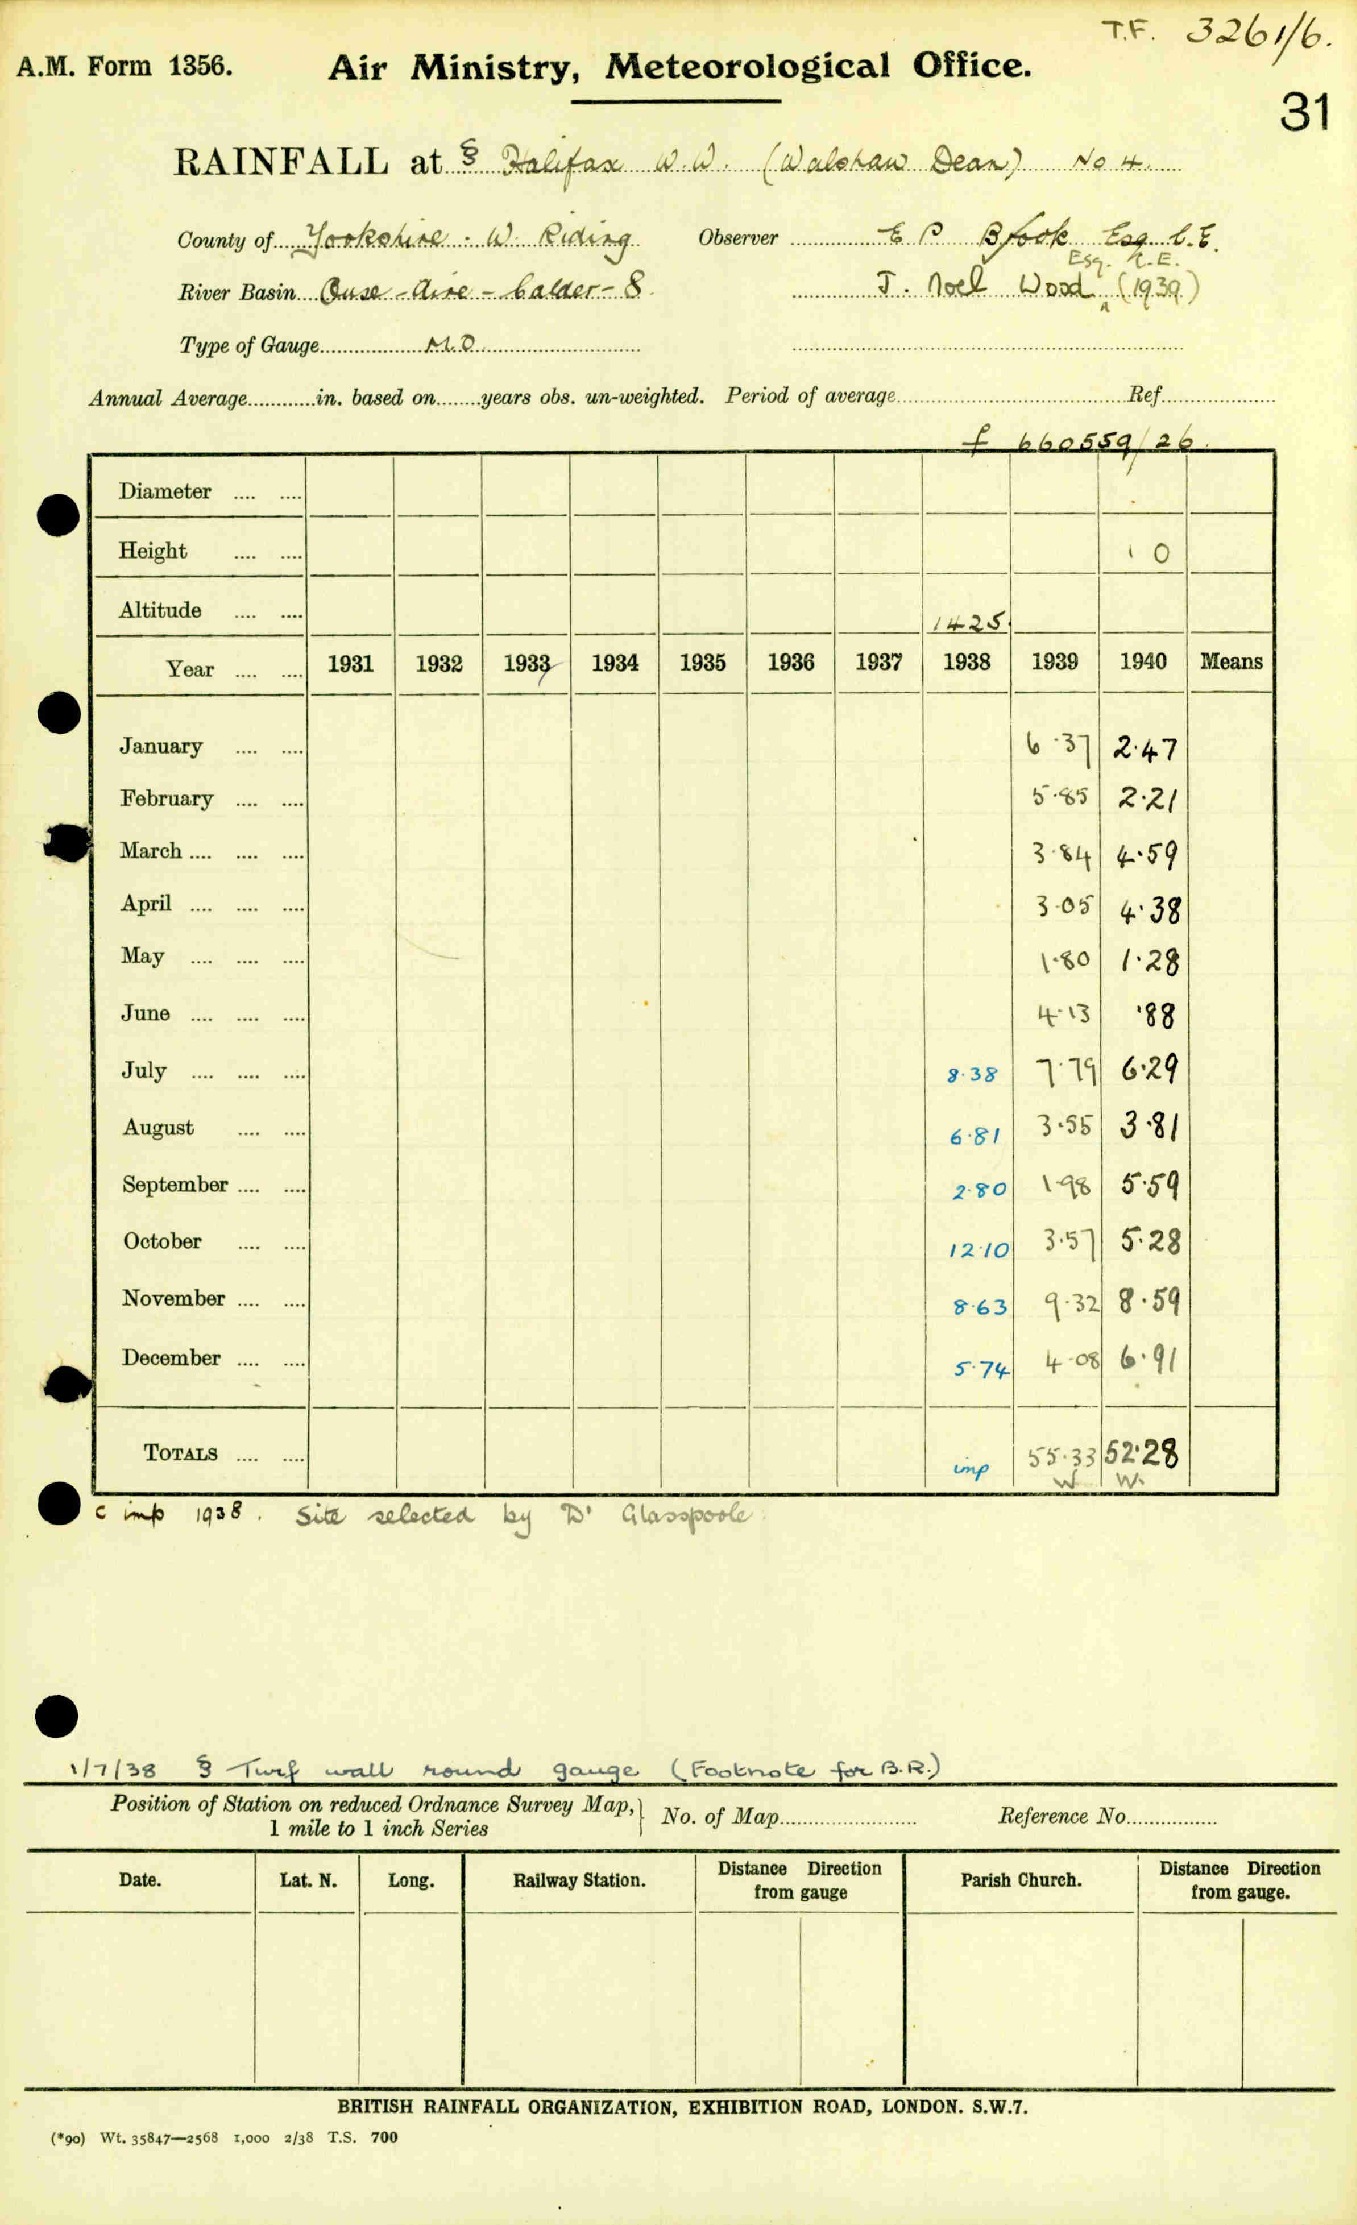 T.F. 3261/6.
A.M. Form 1356. Air Ministry, Meteorological Office.
31
RAINFALL at § Halifax W.W. (Walshaw Dean) No 4.
County of Yorkshire - W. Riding Observer E P Brook Esq C.E.
Esq. C.E.
River Basin Ouse - Aire - Calder - 8 J. Noel Wood ^ (1939)
Type of Gauge M.O.
Annual Average in. based on years obs. un-weighted. Period of average Ref.
f 660559/26.
Diameter .... ....
Height .... .... 1 0
Altitude .... .... 1425
Year .... .... 1931 1932 1933 1934 1935 1936 1937 1938 1939 1940 Means
January .... .... 6.37 2.47
February .... .... 5.85 2.21
March .... .... .... 3.84 4.59
April .... .... .... 3.05 4.38
May .... .... .... 1.80 1.28
June .... .... .... 4.13 .88
July .... .... .... 8.38 7.79 6.29
August .... .... 6.81 3.55 3.81
September .... .... 2.80 1.98 5.59
October .... .... 12.10 3.57 5.28
November .... .... 8.63 9.32 8.59
December .... .... 5.74 4.08 6.91
TOTALS .... .... imp 55.33 52.28
W W.
c imp 1938. Site selected by Dr Glasspoole
1/7/38 § Turf wall round gauge (Footnote for B.R.)
Position of Station on reduced Ordnance Survey Map, } No. of Map Reference No.
1 mile to 1 inch Series
Date. Lat. N. Long. Railway Station. Distance Direction from gauge Parish Church. Distance Direction from gauge.
BRITISH RAINFALL ORGANIZATION, EXHIBITION ROAD, LONDON. S.W.7.
(*90) Wt. 35847—2568 1,000 2/38 T.S. 700